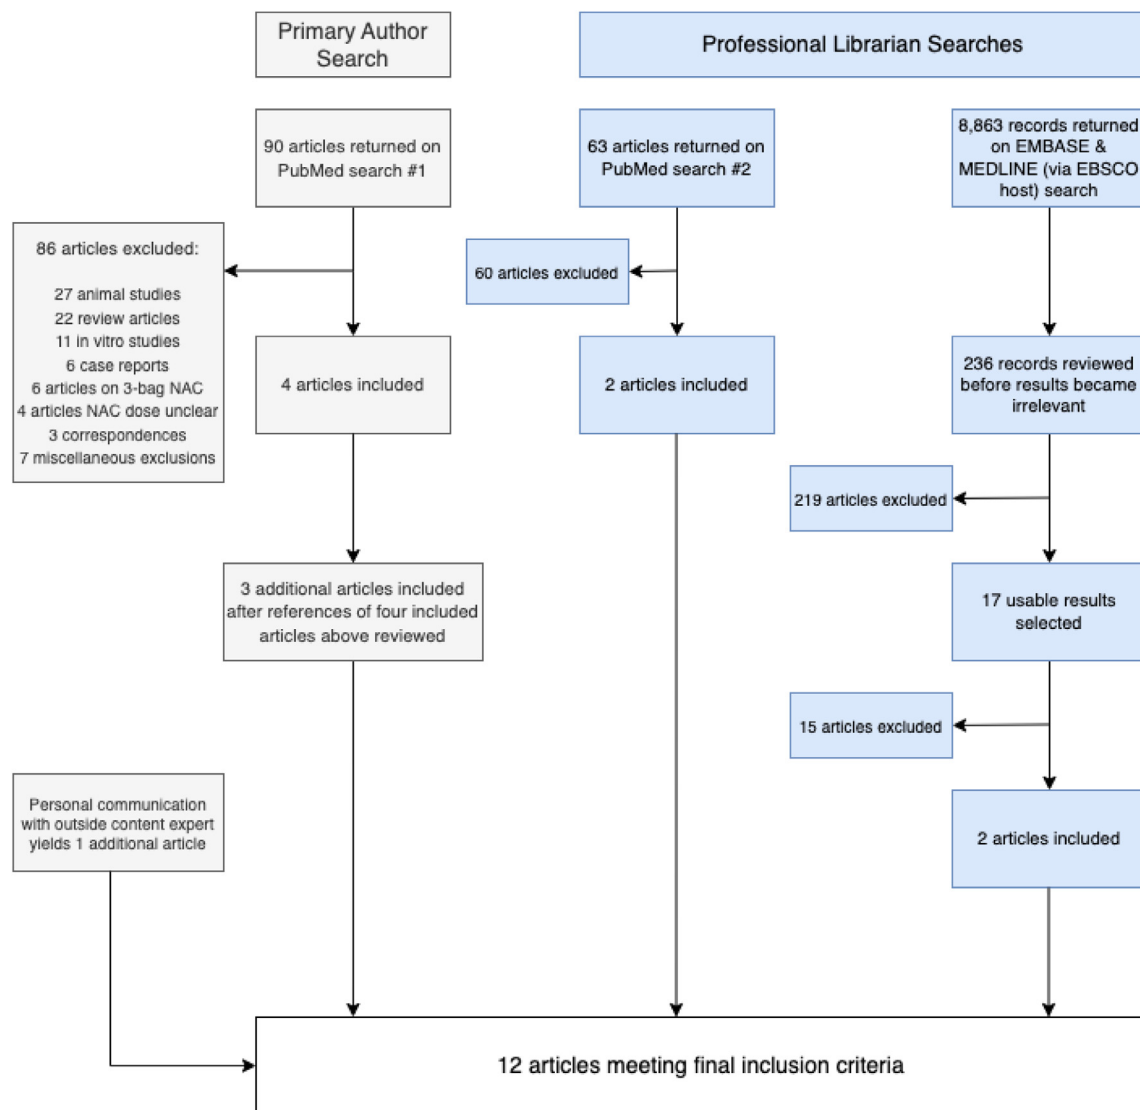 Primary Author
Search
Professional Librarian Searches
90 articles returned on
PubMed search #1
63 articles returned on
PubMed search #2
8,863 records returned
on EMBASE &
MEDLINE (via EBSCO
host) search
86 articles excluded:
27 animal studies
22 review articles
11 in vitro studies
6 case reports
6 articles on 3-bag NAC
4 articles NAC dose unclear
3 correspondences
7 miscellaneous exclusions
60 articles excluded
4 articles included
2 articles included
236 records reviewed
before results became
irrelevant
219 articles excluded
3 additional articles included
after references of four included
articles above reviewed
17 usable results
selected
15 articles excluded
Personal communication
with outside content expert
yields 1 additional article
2 articles included
12 articles meeting final inclusion criteria